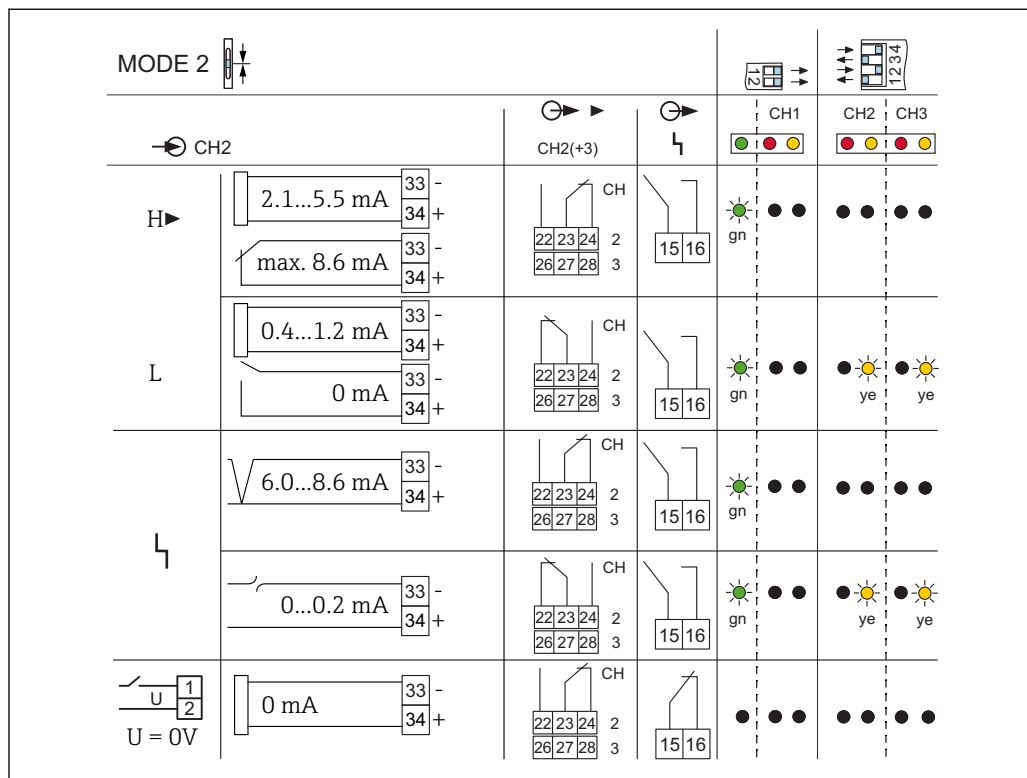 MODE 2
1 2
1 2 3 4
CH1 CH2 CH3
CH2
CH2(+3)
H
2.1...5.5 mA 33 -
34 +
max. 8.6 mA 33 -
34 +
CH
22 23 24 2
26 27 28 3
15 16
gn
L
0.4...1.2 mA 33 -
34 +
0 mA 33 -
34 +
CH
22 23 24 2
26 27 28 3
15 16
gn ye ye
6.0...8.6 mA 33 -
34 +
CH
22 23 24 2
26 27 28 3
15 16
gn
0...0.2 mA 33 -
34 +
CH
22 23 24 2
26 27 28 3
15 16
gn ye ye
U 1
2
U = 0V
0 mA 33 -
34 +
CH
22 23 24 2
26 27 28 3
15 16